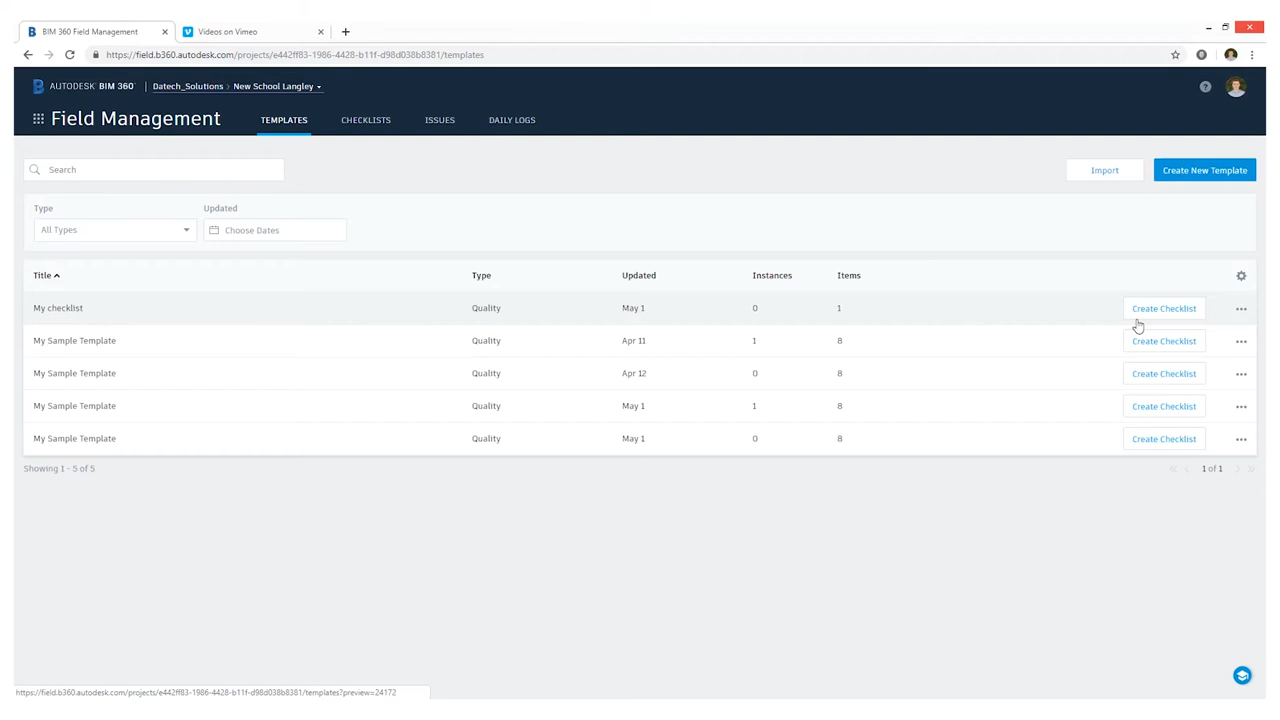 BIM 360 Field Management
Videos on Vimeo
https://field.b360.autodesk.com/projects/e442ff83-1986-4428-b11f-d98d038b8381/templates
AUTODESK® BIM 360™ Datech_Solutions > New School Langley
Field Management TEMPLATES CHECKLISTS ISSUES DAILY LOGS
Search Import Create New Template
Type Updated
All Types Choose Dates
Title Type Updated Instances Items
My checklist Quality May 1 0 1 Create Checklist
My Sample Template Quality Apr 11 1 8 Create Checklist
My Sample Template Quality Apr 12 0 8 Create Checklist
My Sample Template Quality May 1 1 8 Create Checklist
My Sample Template Quality May 1 0 8 Create Checklist
Showing 1 - 5 of 5 1 of 1
https://field.b360.autodesk.com/projects/e442ff83-1986-4428-b11f-d98d038b8381/templates?preview=24172